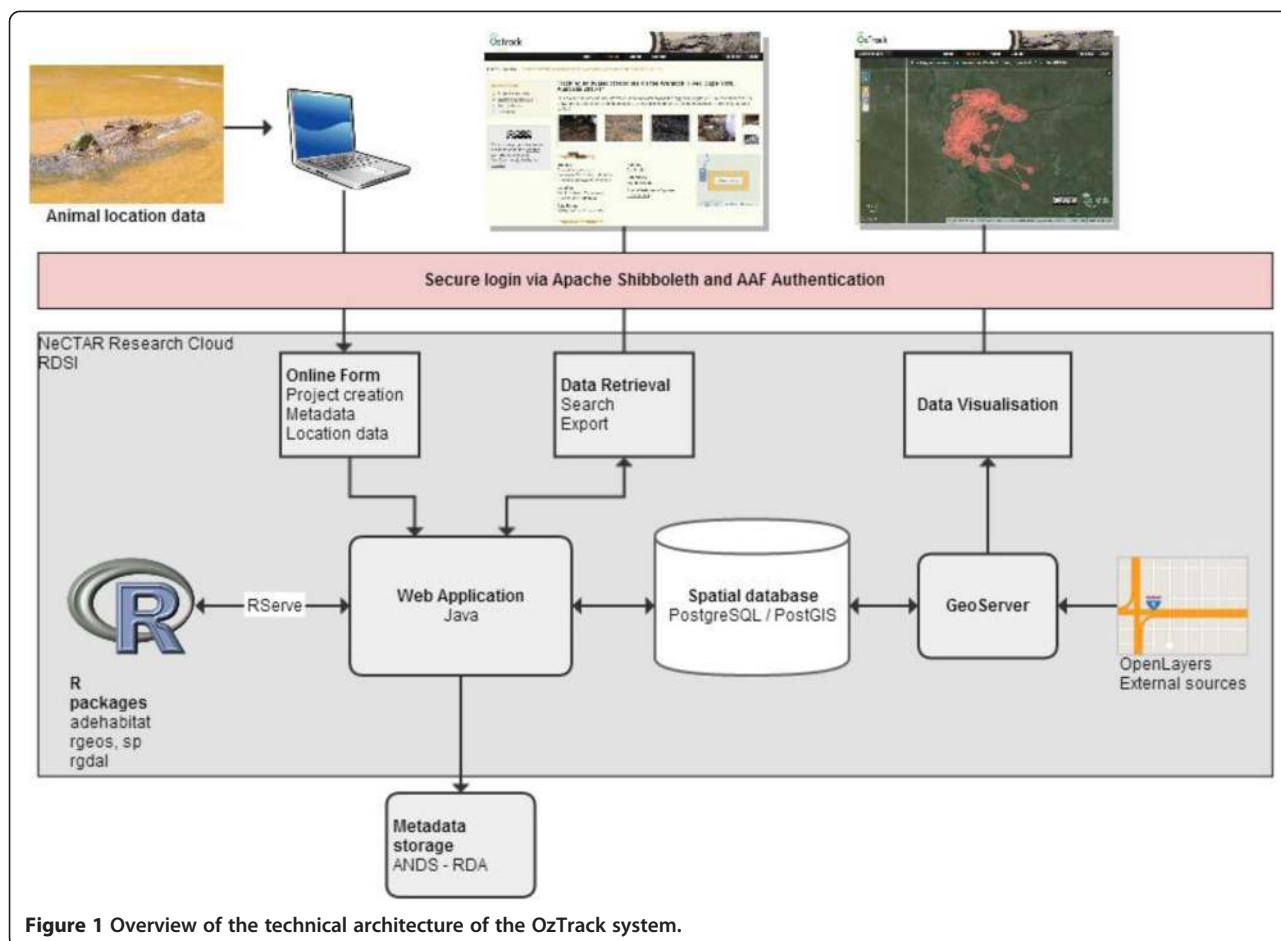 OzTrack
OzTrack
Animal location data
Secure login via Apache Shibboleth and AAF Authentication
NeCTAR Research Cloud
RDSI
Online Form
Project creation
Metadata
Location data
Data Retrieval
Search
Export
Data Visualisation
R
RServe
Web Application
Java
Spatial database
PostgreSQL / PostGIS
GeoServer
OpenLayers
External sources
R
packages
adehabitat
rgeos, sp
rgdal
Metadata
storage
ANDS - RDA
Figure 1 Overview of the technical architecture of the OzTrack system.